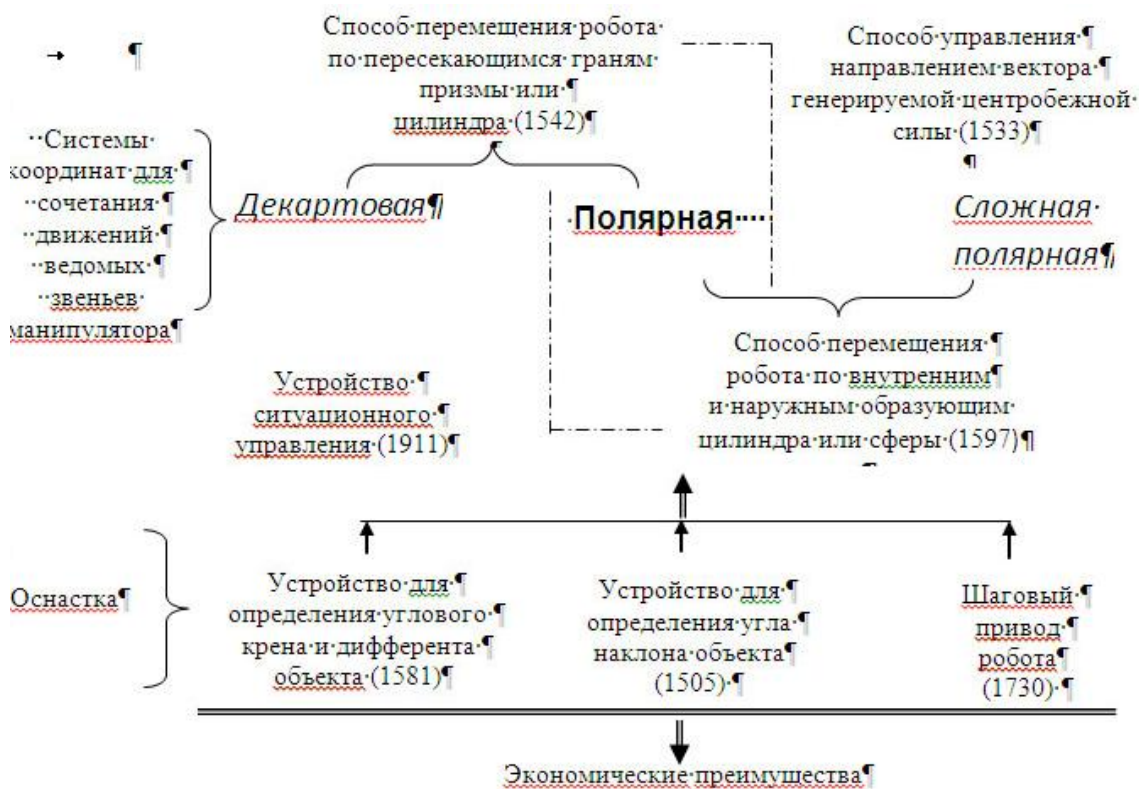 Способ перемещения робота
по пересекающимся граням
призмы или
цилиндра (1542)
Способ управления
направлением вектора
генерируемой центробежной
силы (1533)
Системы
координат для
сочетания
движений
ведомых
звеньев
манипулятора
Декартовая
Полярная
Сложная
полярная
Устройство
ситуационного
управления (1911)
Способ перемещения
робота по внутренним
и наружным образующим
цилиндра или сферы (1597)
Оснастка
Устройство для
определения углового
крена и дифферента
объекта (1581)
Устройство для
определения угла
наклона объекта
(1505)
Шаговый
привод
робота
(1730)
Экономические преимущества